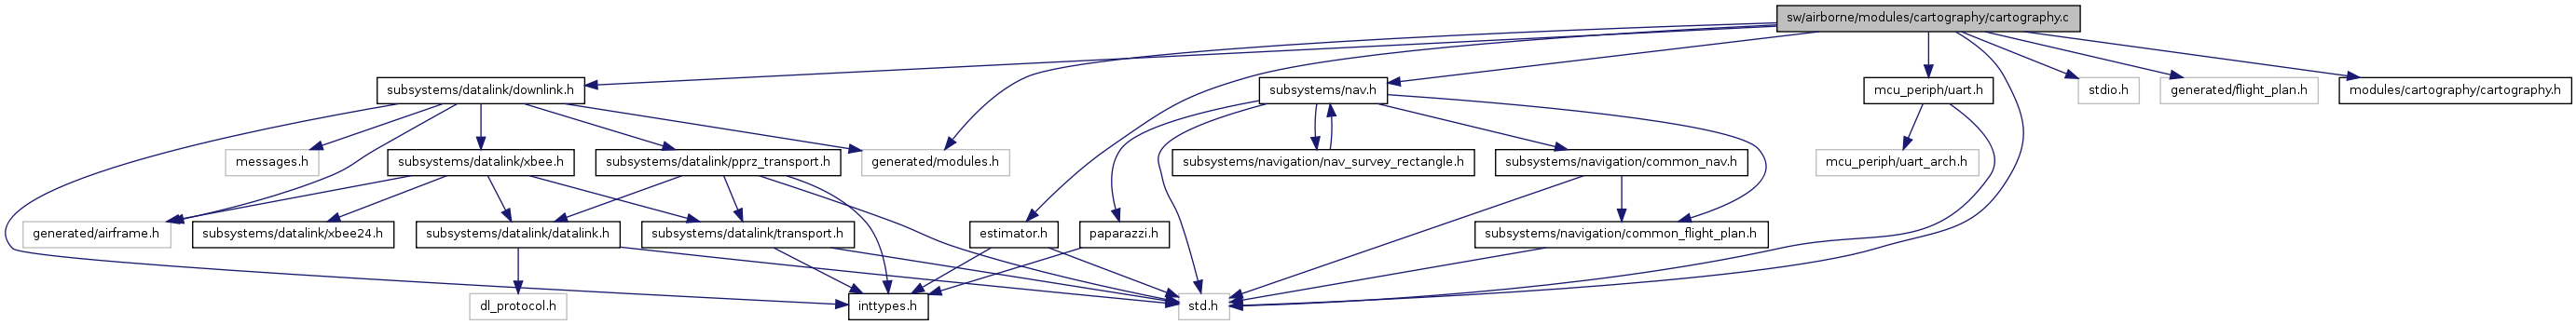 sw/airborne/modules/cartography/cartography.c
subsystems/datalink/downlink.h
subsystems/nav.h
mcu_periph/uart.h
stdio.h
generated/flight_plan.h
modules/cartography/cartography.h
messages.h
subsystems/datalink/xbee.h
subsystems/datalink/pprz_transport.h
generated/modules.h
subsystems/navigation/nav_survey_rectangle.h
subsystems/navigation/common_nav.h
mcu_periph/uart_arch.h
generated/airframe.h
subsystems/datalink/xbee24.h
subsystems/datalink/datalink.h
subsystems/datalink/transport.h
estimator.h
paparazzi.h
subsystems/navigation/common_flight_plan.h
dl_protocol.h
inttypes.h
std.h